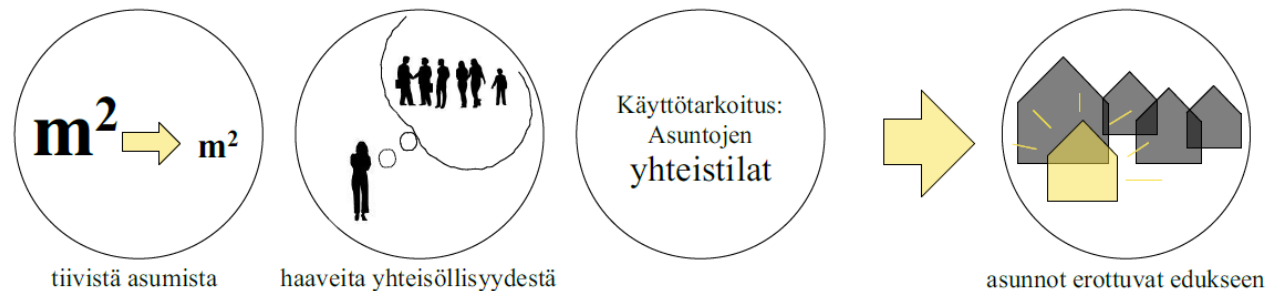 m² m²
Käyttötarkoitus:
Asuntojen
yhteistilat
tiivistä asumista
haaveita yhteisöllisyydestä
asunnot erottuvat edukseen